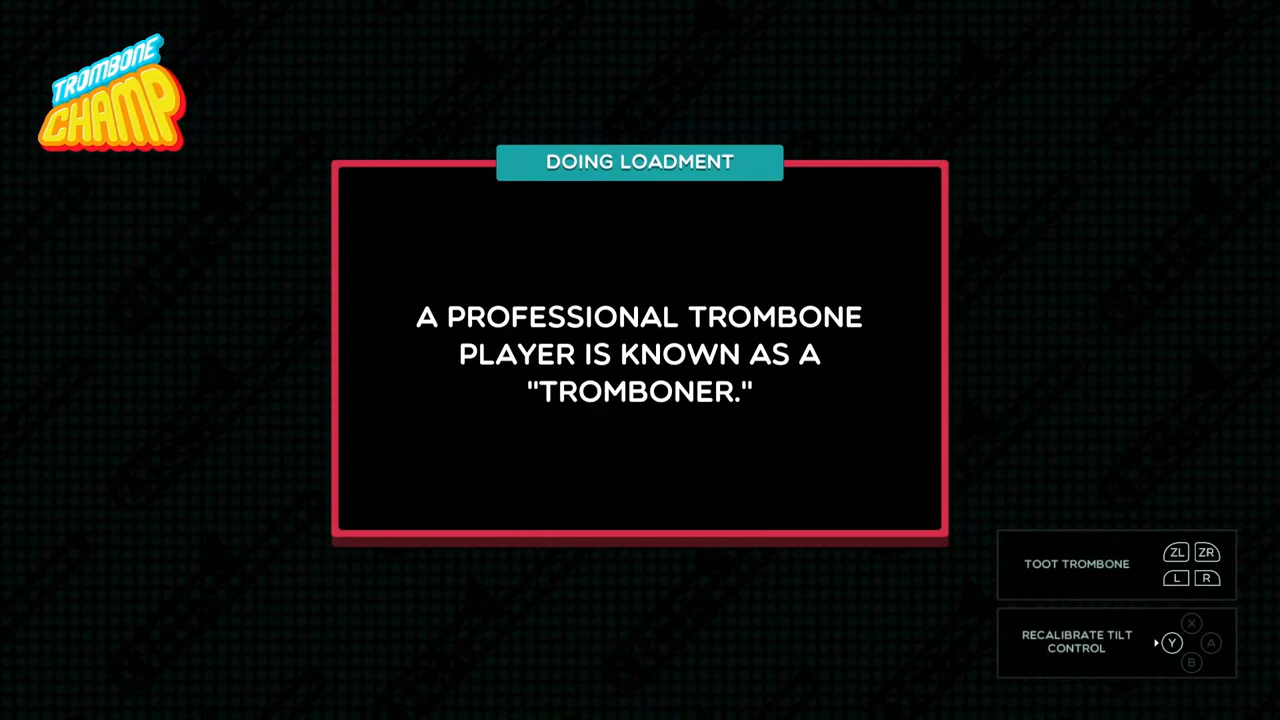 TROMBONE
CHAMP
DOING LOADMENT
A PROFESSIONAL TROMBONE
PLAYER IS KNOWN AS A
"TROMBONER."
TOOT TROMBONE
ZL ZR
L R
RECALIBRATE TILT
CONTROL
X
Y A
B